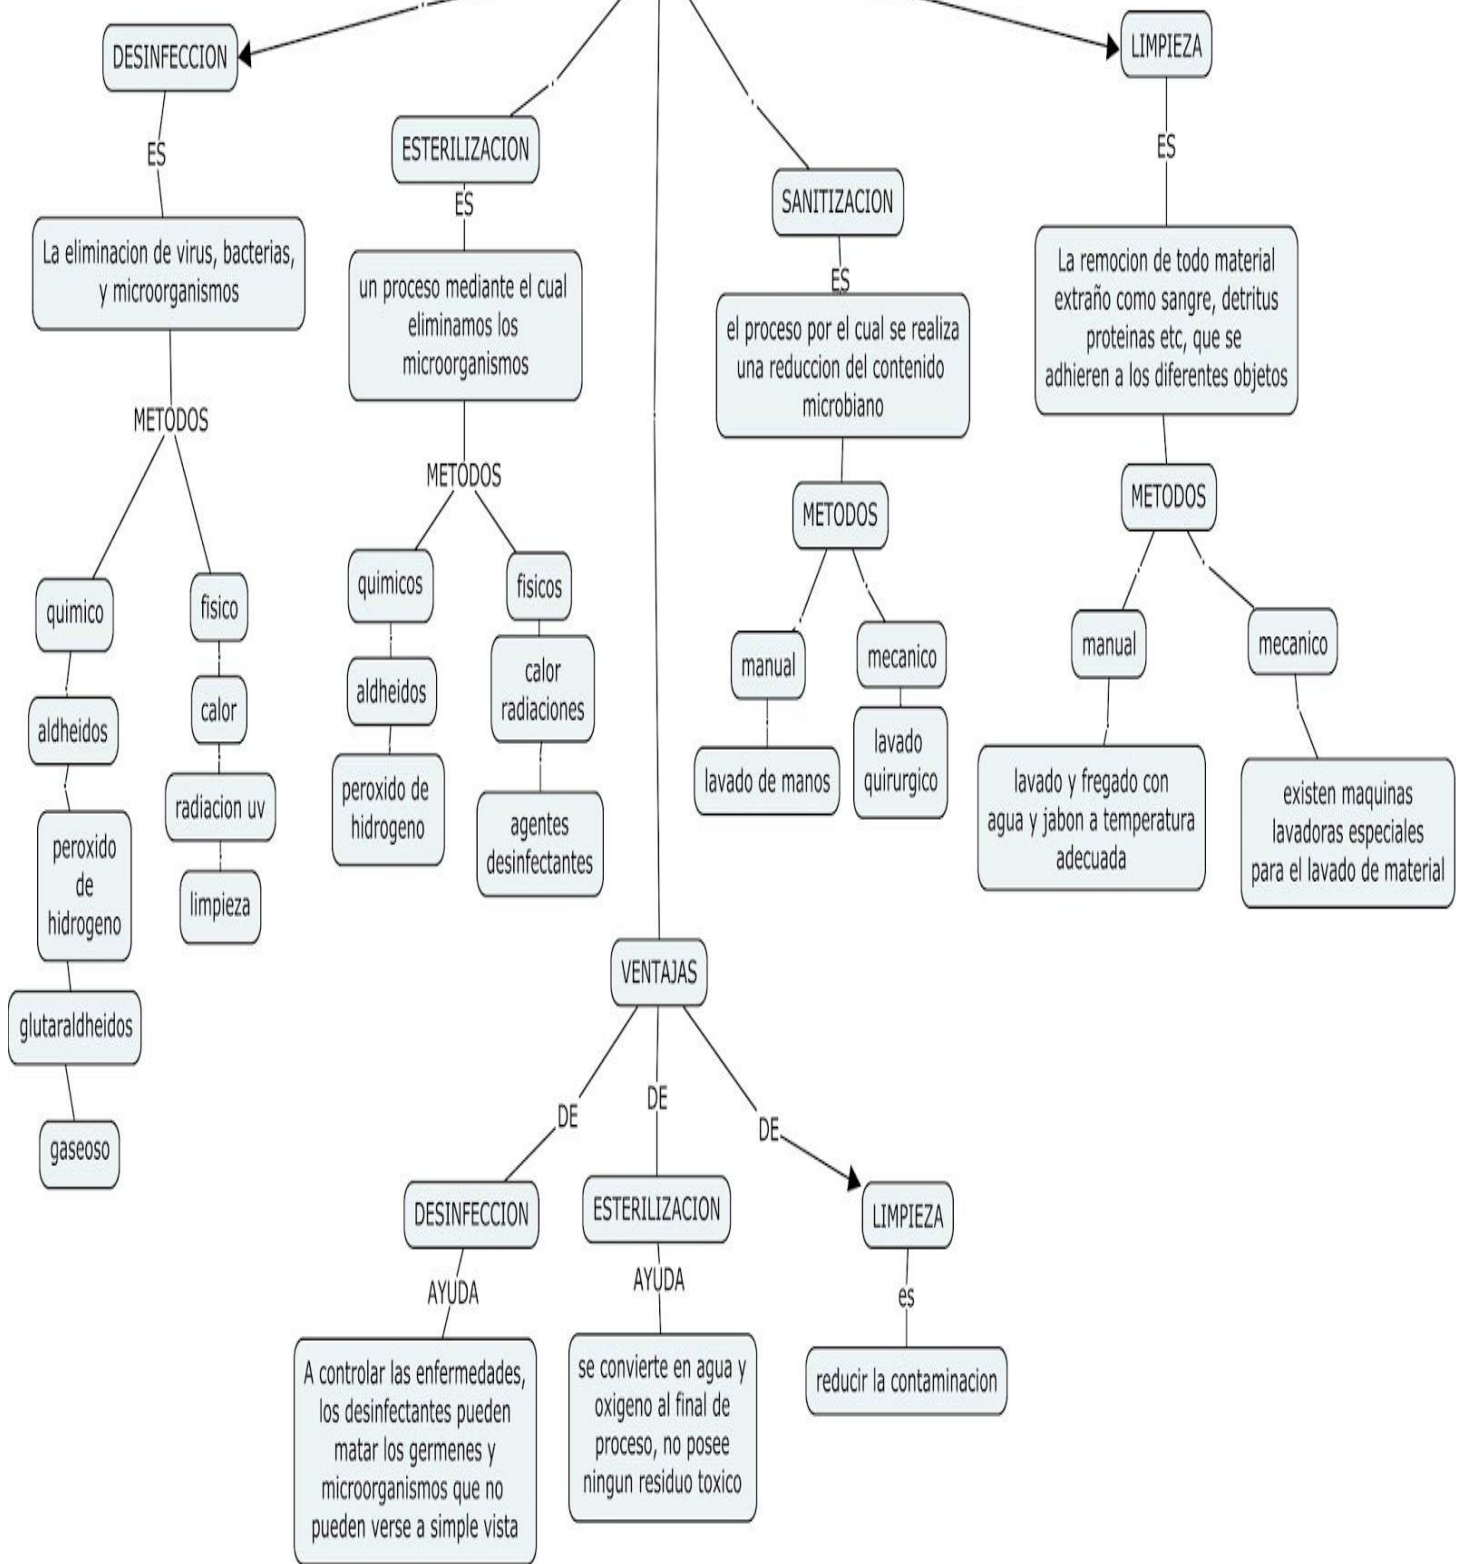 DESINFECCION
ES
La eliminacion de virus, bacterias,
y microorganismos
METODOS
quimico
aldheidos
peroxido
de
hidrogeno
glutaraldheidos
gaseoso
fisico
calor
radiacion uv
limpieza
ESTERILIZACION
ES
un proceso mediante el cual
eliminamos los
microorganismos
METODOS
quimicos
aldheidos
peroxido de
hidrogeno
fisicos
calor
radiaciones
agentes
desinfectantes
SANITIZACION
ES
el proceso por el cual se realiza
una reduccion del contenido
microbiano
METODOS
manual
lavado de manos
mecanico
lavado
quirurgico
LIMPIEZA
ES
La remocion de todo material
extraño como sangre, detritus
proteinas etc, que se
adhieren a los diferentes objetos
METODOS
manual
lavado y fregado con
agua y jabon a temperatura
adecuada
mecanico
existen maquinas
lavadoras especiales
para el lavado de material
VENTAJAS
DE
DESINFECCION
AYUDA
A controlar las enfermedades,
los desinfectantes pueden
matar los germenes y
microorganismos que no
pueden verse a simple vista
DE
ESTERILIZACION
AYUDA
se convierte en agua y
oxigeno al final de
proceso, no posee
ningun residuo toxico
DE
LIMPIEZA
es
reducir la contaminacion